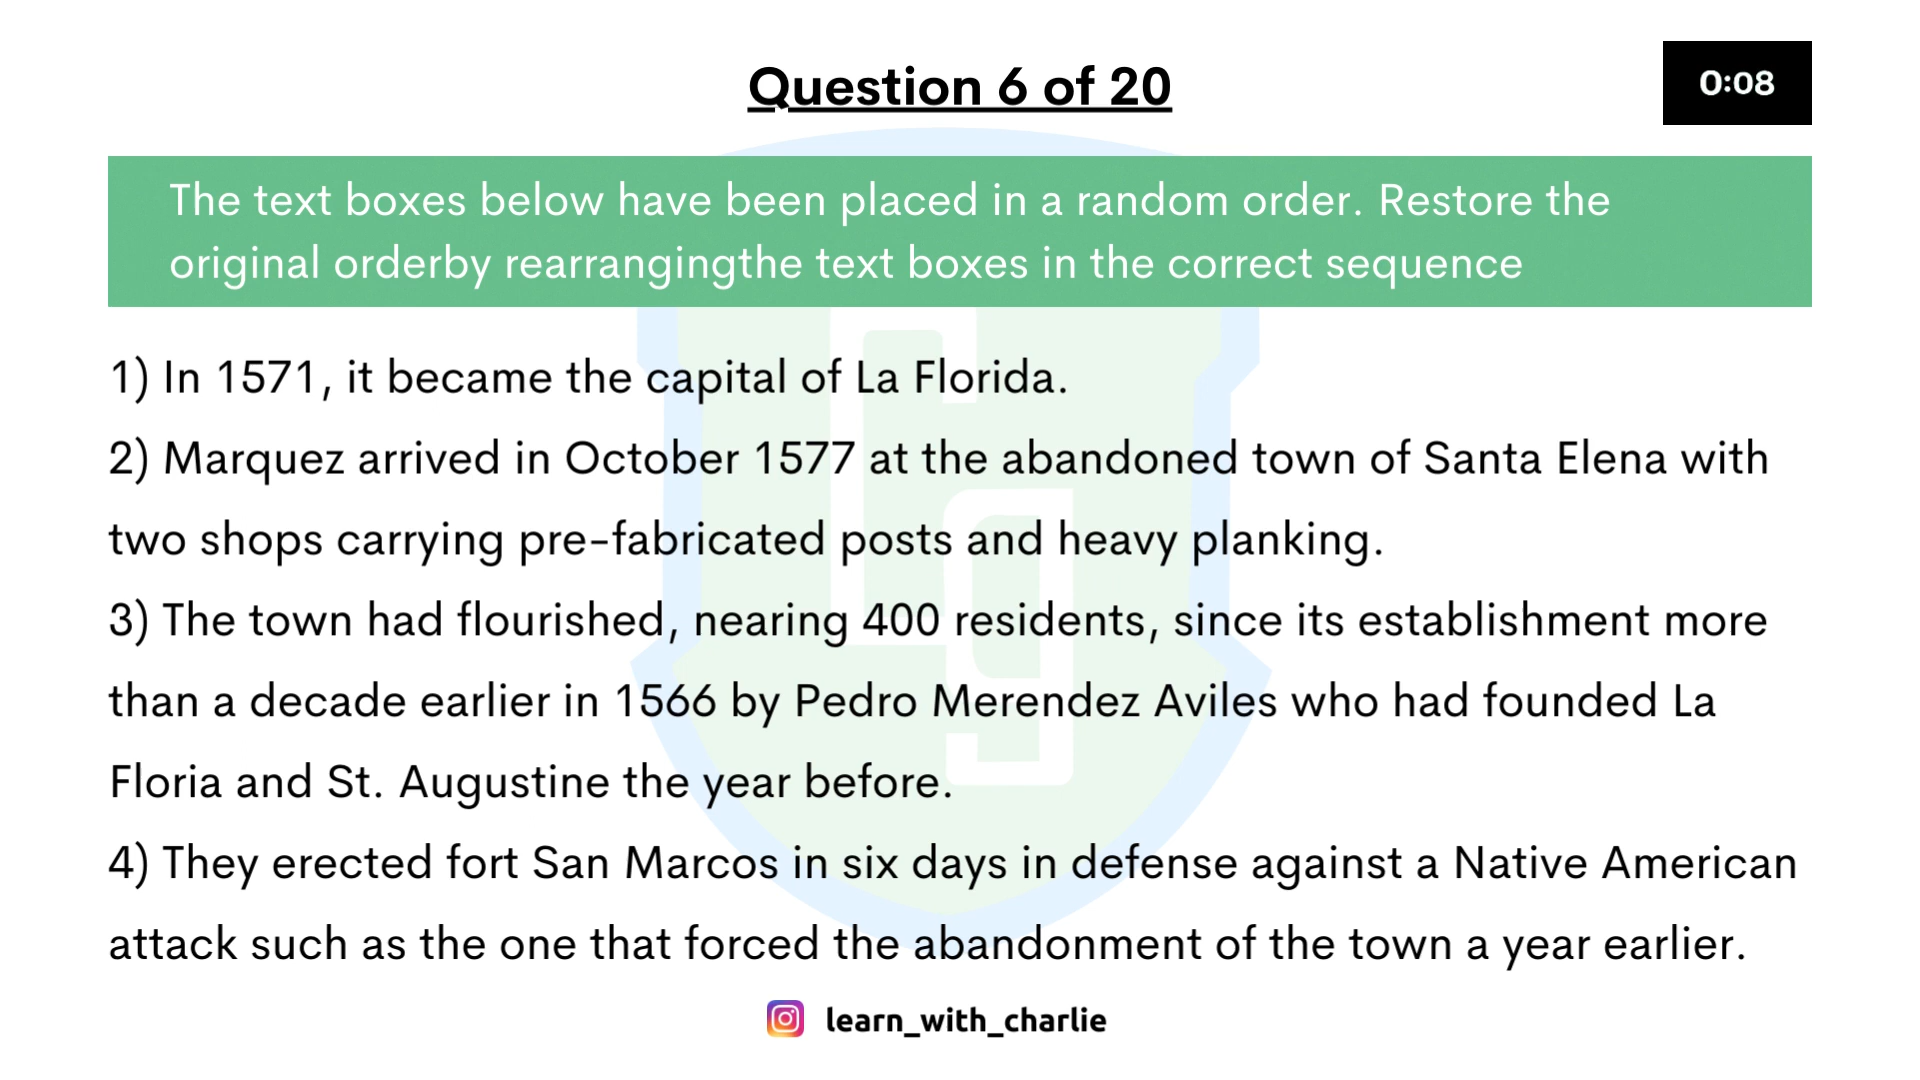 Question 6 of 20
0:08
The text boxes below have been placed in a random order. Restore the
original orderby rearrangingthe text boxes in the correct sequence
1) In 1571, it became the capital of La Florida.
2) Marquez arrived in October 1577 at the abandoned town of Santa Elena with
two shops carrying pre-fabricated posts and heavy planking.
3) The town had flourished, nearing 400 residents, since its establishment more
than a decade earlier in 1566 by Pedro Merendez Aviles who had founded La
Floria and St. Augustine the year before.
4) They erected fort San Marcos in six days in defense against a Native American
attack such as the one that forced the abandonment of the town a year earlier.
learn_with_charlie